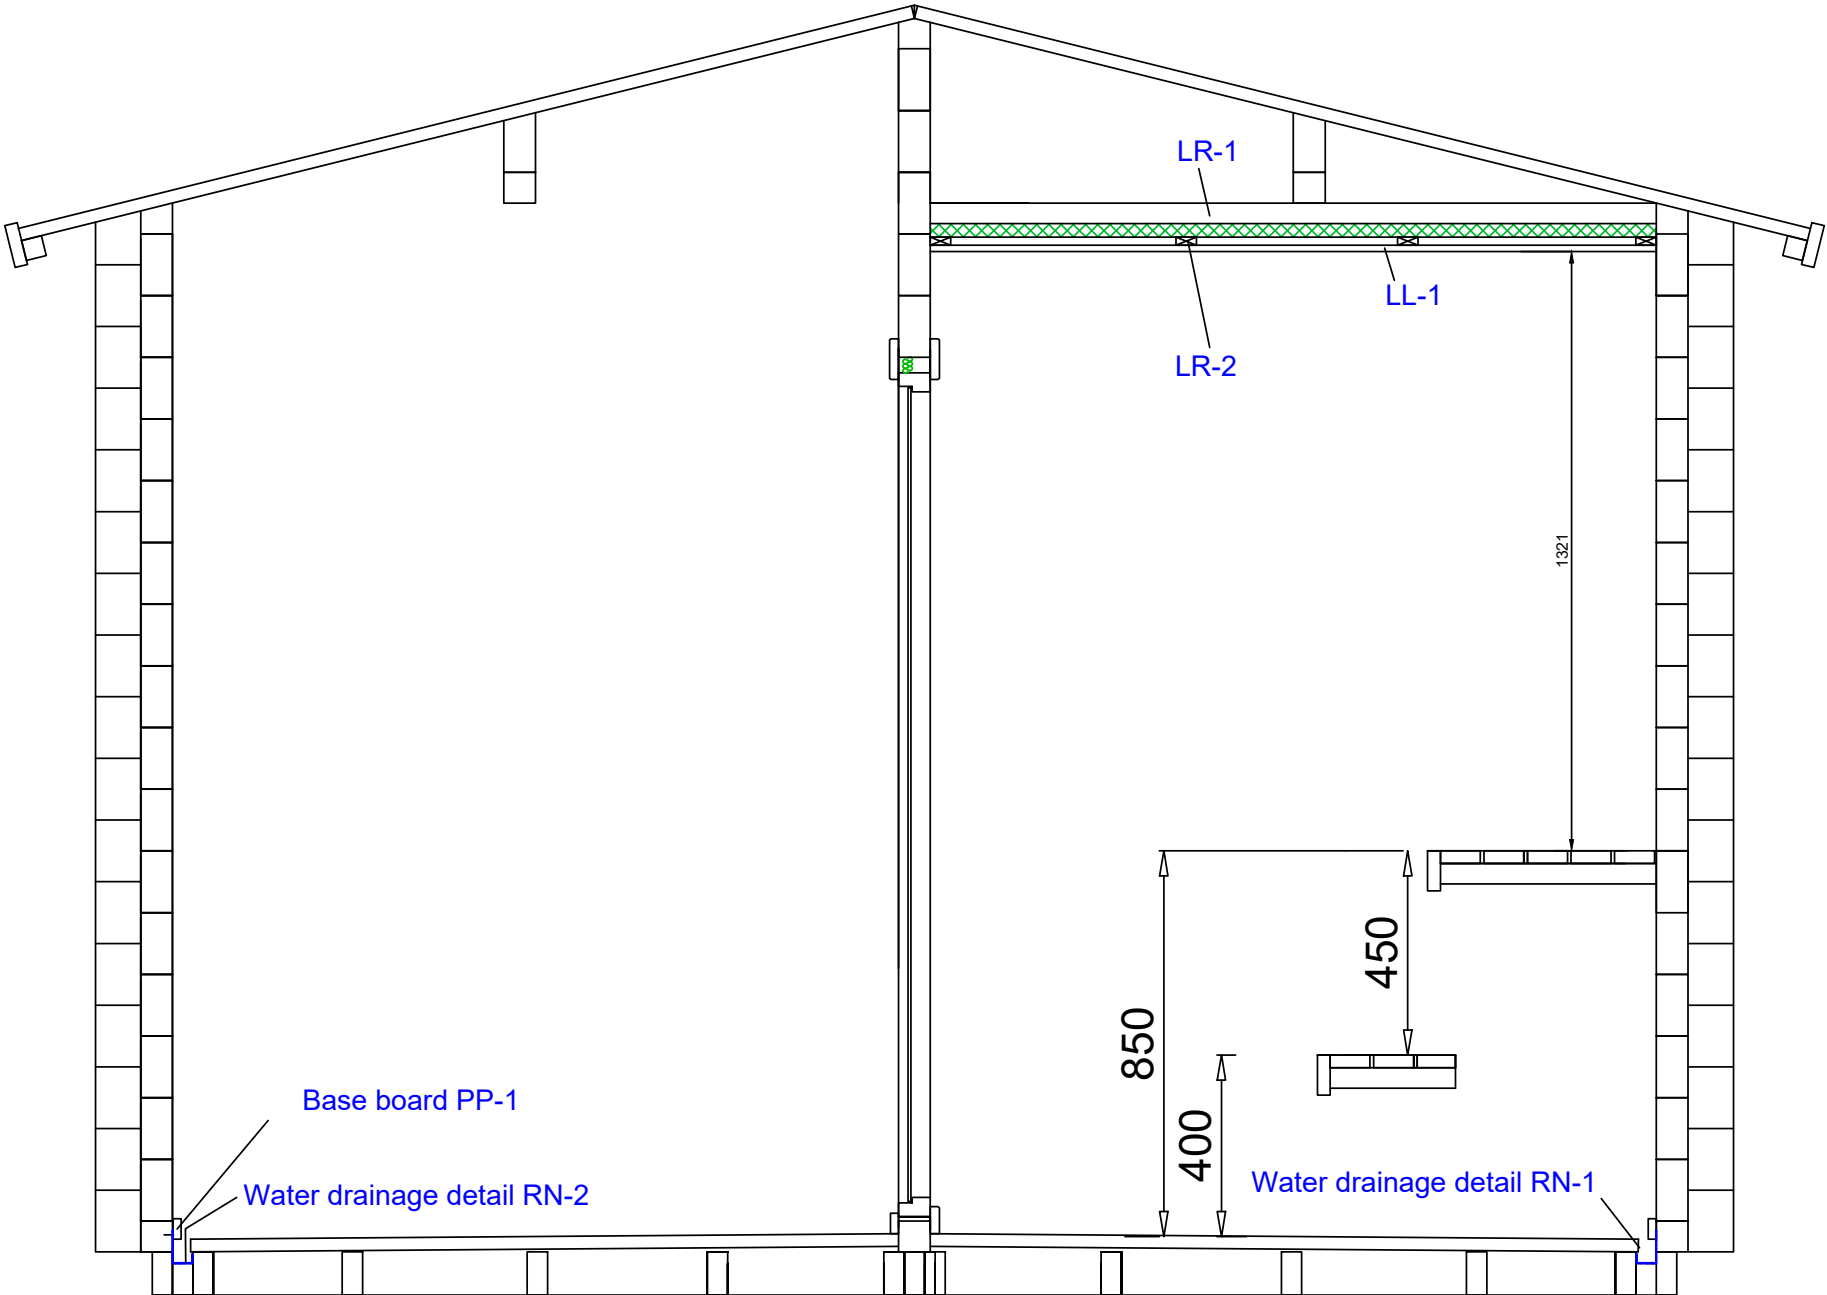 LR-1
LL-1
LR-2
1321
450
850
Base board PP-1
400
Water drainage detail RN-1
Water drainage detail RN-2